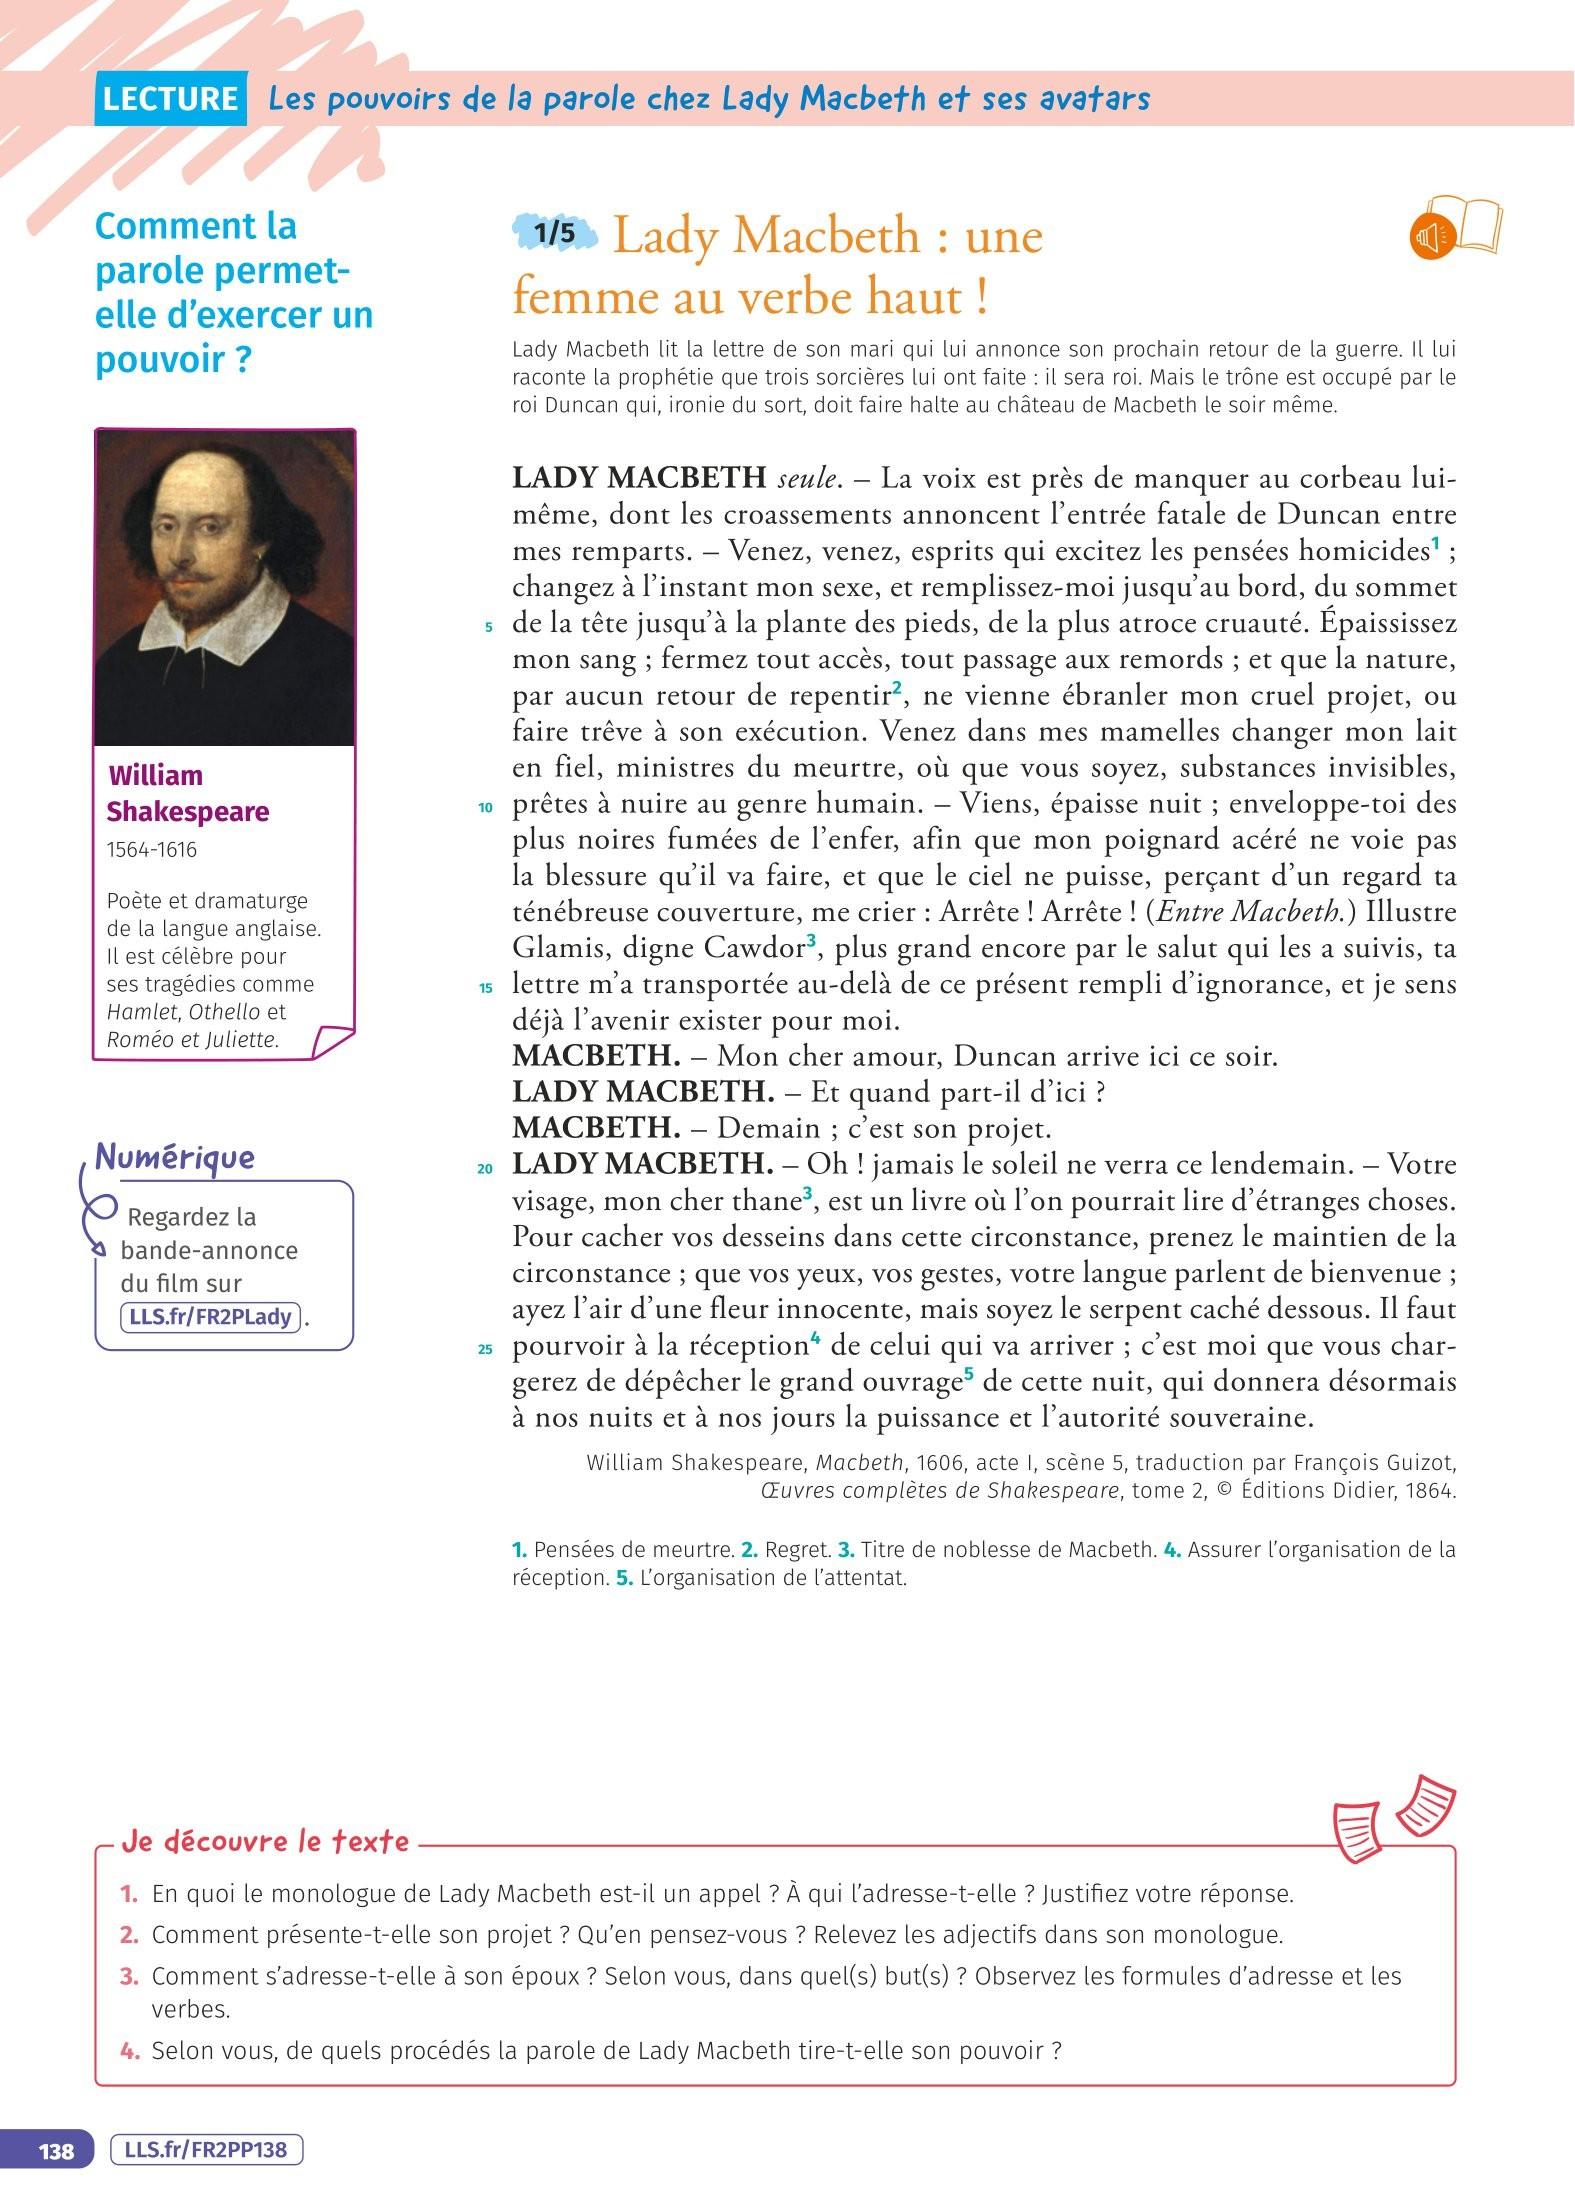 LECTURE Les pouvoirs de la parole chez Lady Macbeth et ses avatars
Comment la
parole permet-
elle d'exercer un
pouvoir ?
William
Shakespeare
1564-1616
Poète et dramaturge
de la langue anglaise.
Il est célèbre pour
ses tragédies comme
Hamlet, Othello et
Roméo et Juliette.
Numérique
Regardez la
bande-annonce
du film sur
LLS.fr/FR2PLady .
1/5 Lady Macbeth : une
femme au verbe haut !
Lady Macbeth lit la lettre de son mari qui lui annonce son prochain retour de la guerre. Il lui
raconte la prophétie que trois sorcières lui ont faite : il sera roi. Mais le trône est occupé par le
roi Duncan qui, ironie du sort, doit faire halte au château de Macbeth le soir même.
LADY MACBETH seule. – La voix est près de manquer au corbeau lui-
même, dont les croassements annoncent l'entrée fatale de Duncan entre
mes remparts. – Venez, venez, esprits qui excitez les pensées homicides1 ;
changez à l'instant mon sexe, et remplissez-moi jusqu'au bord, du sommet
5 de la tête jusqu'à la plante des pieds, de la plus atroce cruauté. Épaississez
mon sang ; fermez tout accès, tout passage aux remords ; et que la nature,
par aucun retour de repentir2, ne vienne ébranler mon cruel projet, ou
faire trêve à son exécution. Venez dans mes mamelles changer mon lait
en fiel, ministres du meurtre, où que vous soyez, substances invisibles,
10 prêtes à nuire au genre humain. – Viens, épaisse nuit ; enveloppe-toi des
plus noires fumées de l'enfer, afin que mon poignard acéré ne voie pas
la blessure qu'il va faire, et que le ciel ne puisse, perçant d'un regard ta
ténébreuse couverture, me crier : Arrête ! Arrête ! (Entre Macbeth.) Illustre
Glamis, digne Cawdor3, plus grand encore par le salut qui les a suivis, ta
15 lettre m'a transportée au-delà de ce présent rempli d'ignorance, et je sens
déjà l'avenir exister pour moi.
MACBETH. – Mon cher amour, Duncan arrive ici ce soir.
LADY MACBETH. – Et quand part-il d'ici ?
MACBETH. – Demain ; c'est son projet.
20 LADY MACBETH. – Oh ! jamais le soleil ne verra ce lendemain. – Votre
visage, mon cher thane3, est un livre où l'on pourrait lire d'étranges choses.
Pour cacher vos desseins dans cette circonstance, prenez le maintien de la
circonstance ; que vos yeux, vos gestes, votre langue parlent de bienvenue ;
ayez l'air d'une fleur innocente, mais soyez le serpent caché dessous. Il faut
25 pourvoir à la réception4 de celui qui va arriver ; c'est moi que vous char-
gerez de dépêcher le grand ouvrage5 de cette nuit, qui donnera désormais
à nos nuits et à nos jours la puissance et l'autorité souveraine.
William Shakespeare, Macbeth, 1606, acte I, scène 5, traduction par François Guizot,
Œuvres complètes de Shakespeare, tome 2, © Éditions Didier, 1864.
1. Pensées de meurtre. 2. Regret. 3. Titre de noblesse de Macbeth. 4. Assurer l'organisation de la
réception. 5. L'organisation de l'attentat.
Je découvre le texte
1. En quoi le monologue de Lady Macbeth est-il un appel ? À qui l'adresse-t-elle ? Justifiez votre réponse.
2. Comment présente-t-elle son projet ? Qu'en pensez-vous ? Relevez les adjectifs dans son monologue.
3. Comment s'adresse-t-elle à son époux ? Selon vous, dans quel(s) but(s) ? Observez les formules d'adresse et les
verbes.
4. Selon vous, de quels procédés la parole de Lady Macbeth tire-t-elle son pouvoir ?
138 LLS.fr/FR2PP138